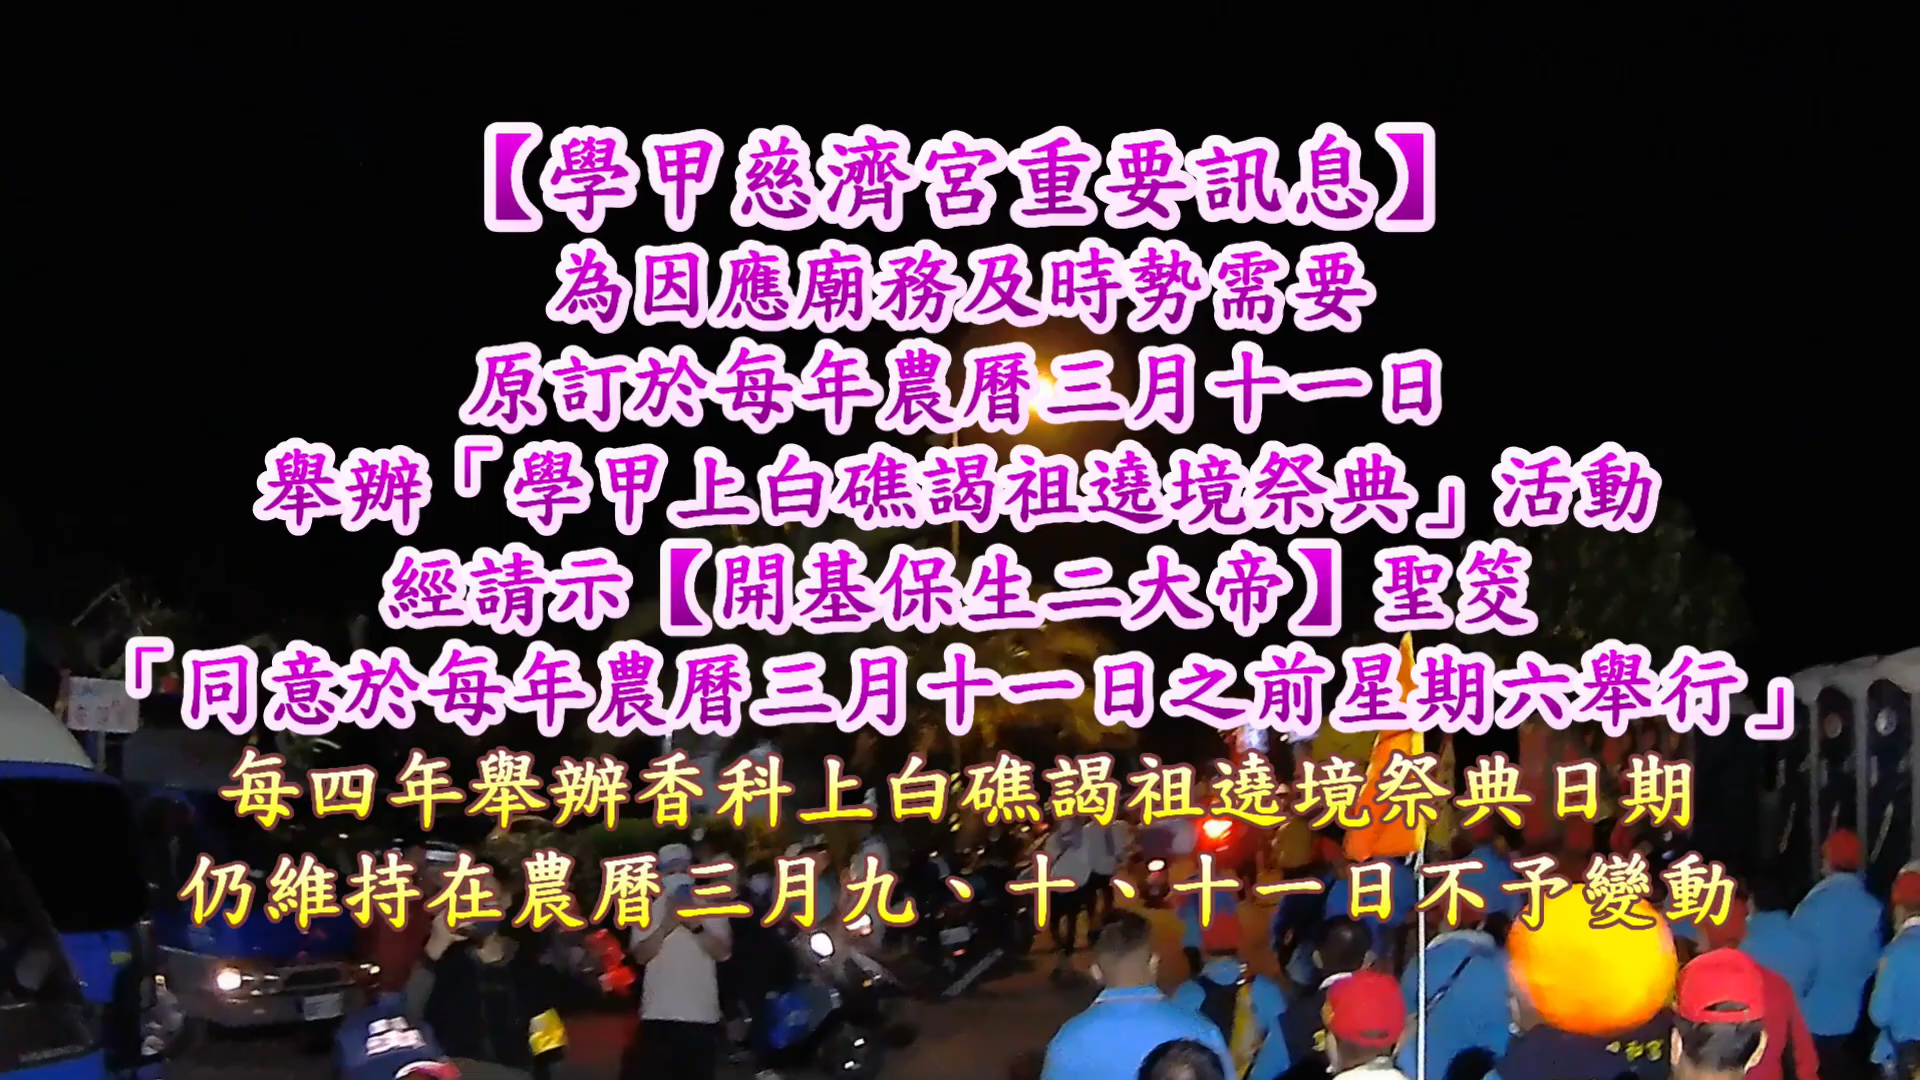 【學甲慈濟宮重要訊息】
為因應廟務及時勢需要
原訂於每年農曆三月十一日
舉辦「學甲上白礁謁祖遶境祭典」活動
經請示【開基保生二大帝】聖筊
「同意於每年農曆三月十一日之前星期六舉行」
每四年舉辦香科上白礁謁祖遶境祭典日期
仍維持在農曆三月九、十、十一日不予變動